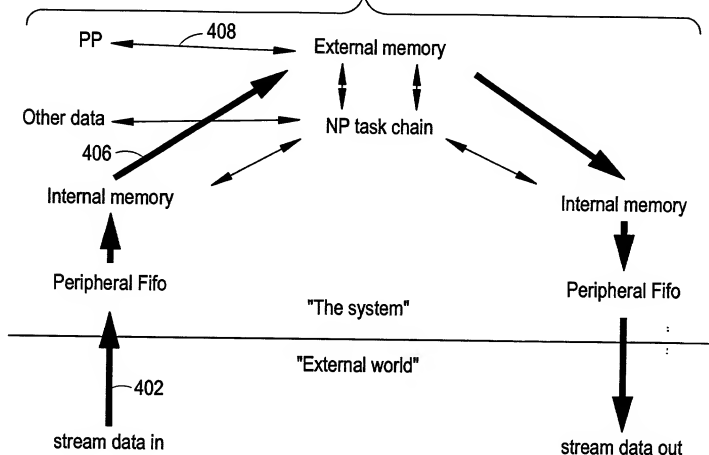 PP
408
External memory
Other data
NP task chain
406
Internal memory
Internal memory
Peripheral Fifo
Peripheral Fifo
"The system"
"External world"
402
stream data in
stream data out